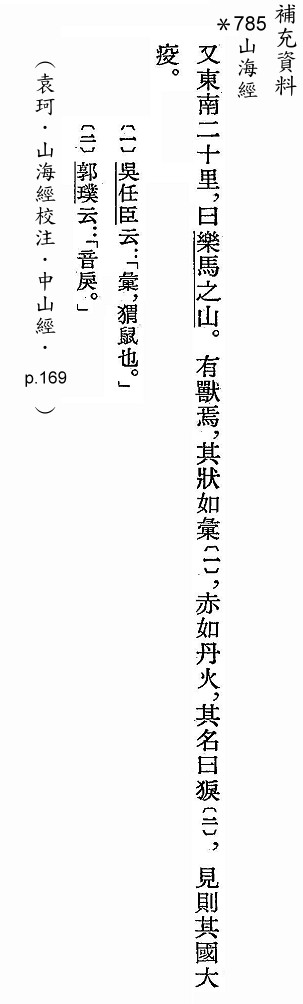 補充資料
＊785
山海經
又東南二十里，曰樂馬之山。有獸焉，其狀如彙〔一〕，赤如丹火，其名曰㹆〔二〕，見則其國大
疫。
〔一〕吳任臣云：「彙，猬鼠也。」
〔二〕郭璞云：「音戾。」
（袁珂．山海經校注．中山經．
p.169
）